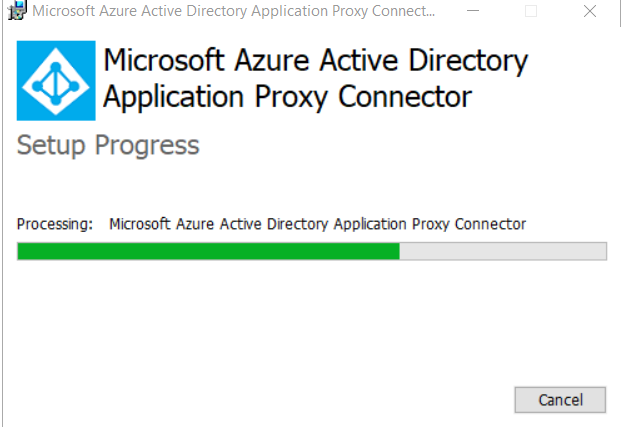 Microsoft Azure Active Directory Application Proxy Connect...
Microsoft Azure Active Directory
Application Proxy Connector
Setup Progress
Processing: Microsoft Azure Active Directory Application Proxy Connector
Cancel